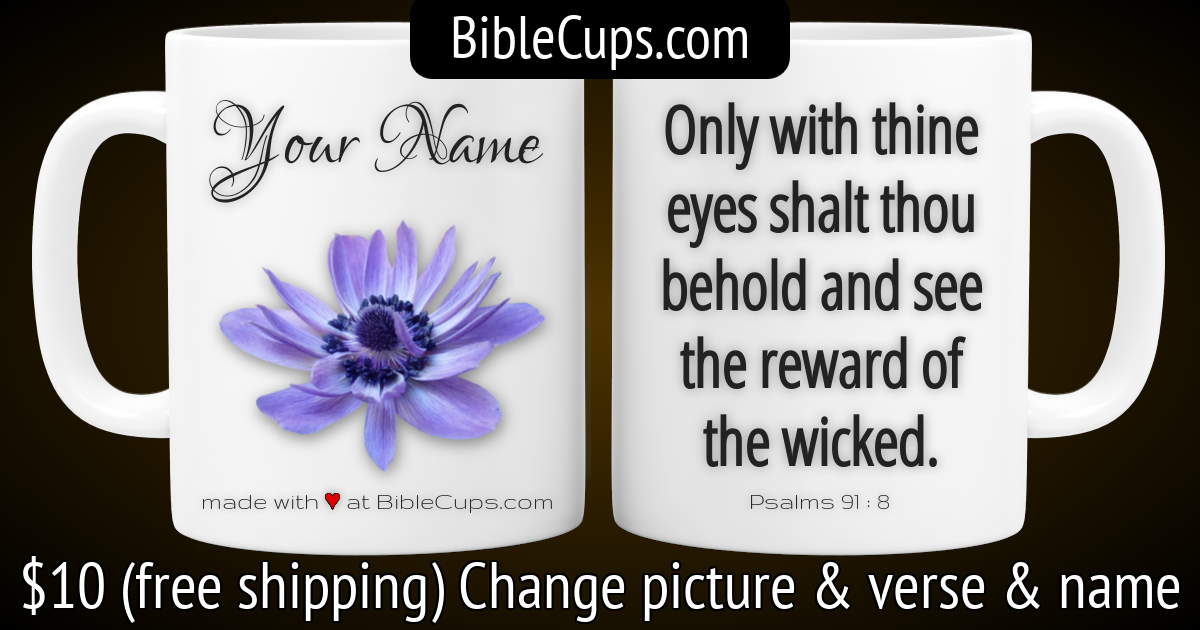 BibleCups.com
Your Name
made with ♥ at BibleCups.com
Only with thine
eyes shalt thou
behold and see
the reward of
the wicked.
Psalms 91 : 8
$10 (free shipping) Change picture & verse & name